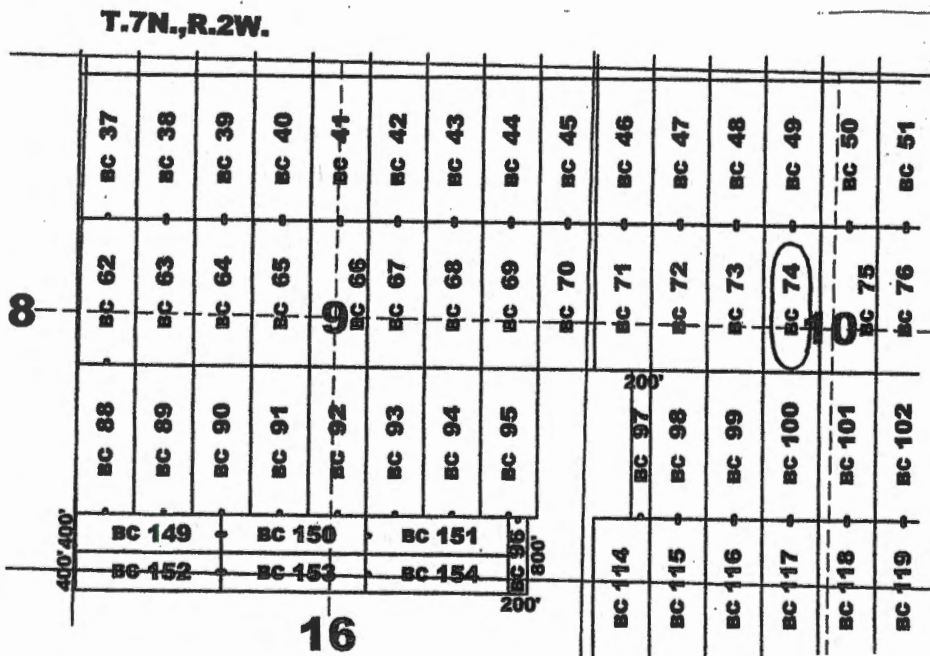 T.7N.,R.2W.
BC 37 BC 38 BC 39 BC 40 BC 41 BC 42 BC 43 BC 44 BC 45 BC 46 BC 47 BC 48 BC 49 BC 50 BC 51
BC 62 BC 63 BC 64 BC 65 BC 66 BC 67 BC 68 BC 69 BC 70 BC 71 BC 72 BC 73 BC 74 BC 75 BC 76
8 9 10
200'
BC 88 BC 89 BC 90 BC 91 BC 92 BC 93 BC 94 BC 95 BC 97 BC 98 BC 99 BC 100 BC 101 BC 102
400' BC 149 BC 150 BC 151
400' BC 152 BC 153 BC 154 BC 96 800'
200'
BC 114 BC 115 BC 116 BC 117 BC 118 BC 119
16